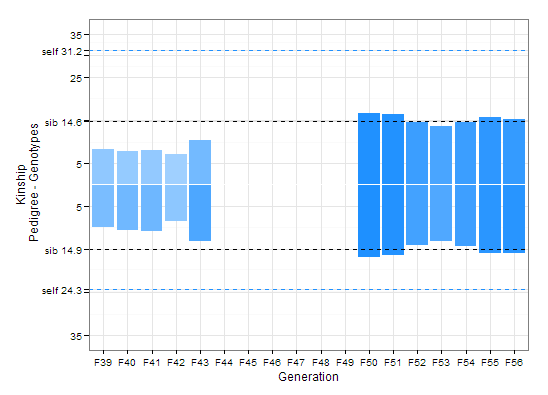 35
self 31.2
25
sib 14.6
5
5
sib 14.9
self 24.3
35
Kinship
Pedigree - Genotypes
F39 F40 F41 F42 F43 F44 F45 F46 F47 F48 F49 F50 F51 F52 F53 F54 F55 F56
Generation